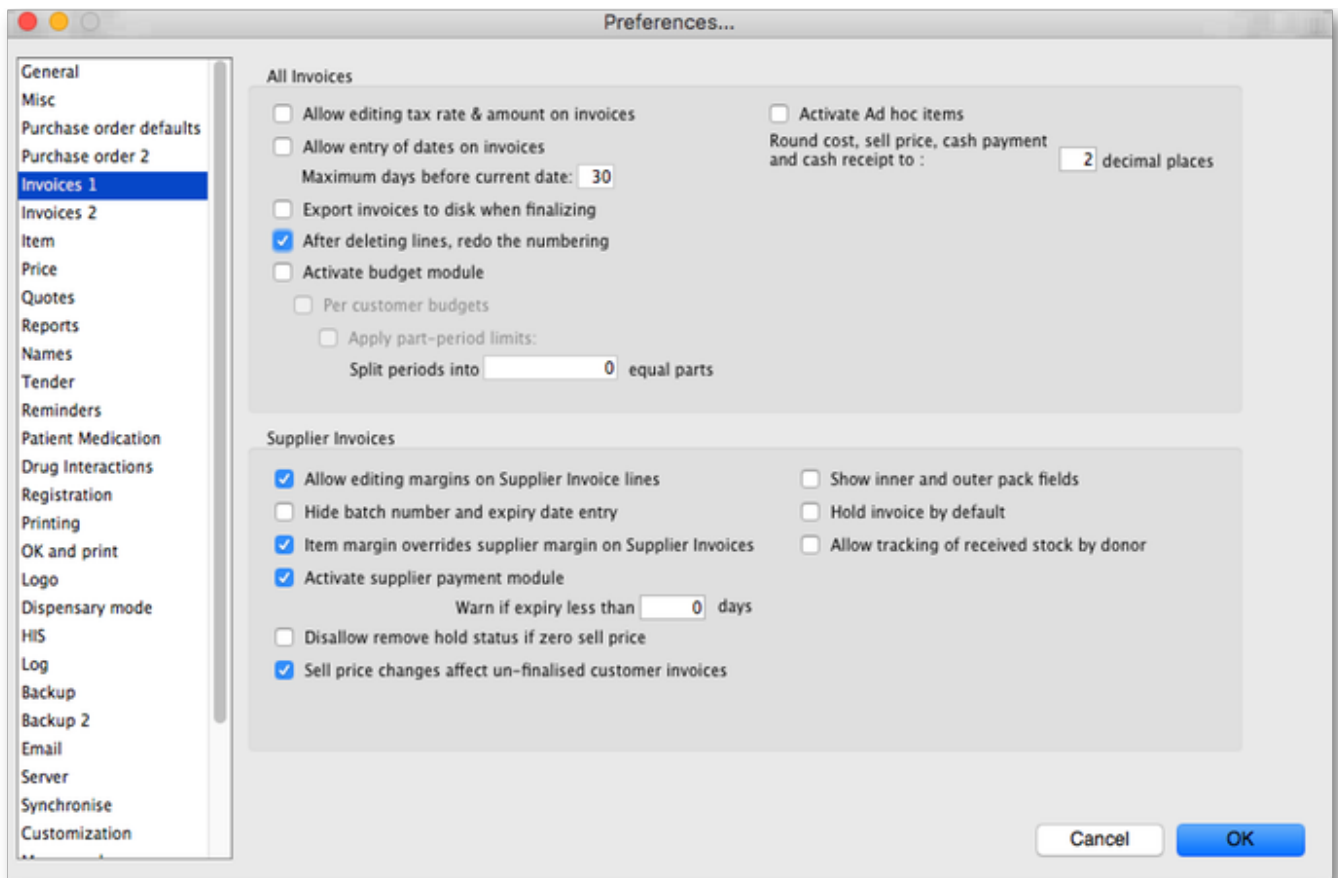 Preferences...
General
Misc
Purchase order defaults
Purchase order 2
Invoices 1
Invoices 2
Item
Price
Quotes
Reports
Names
Tender
Reminders
Patient Medication
Drug Interactions
Registration
Printing
OK and print
Logo
Dispensary mode
HIS
Log
Backup
Backup 2
Email
Server
Synchronise
Customization
All Invoices
Allow editing tax rate & amount on invoices
Allow entry of dates on invoices
Maximum days before current date: 30
Export invoices to disk when finalizing
After deleting lines, redo the numbering
Activate budget module
Per customer budgets
Apply part-period limits:
Split periods into 0 equal parts
Activate Ad hoc items
Round cost, sell price, cash payment
and cash receipt to : 2 decimal places
Supplier Invoices
Allow editing margins on Supplier Invoice lines
Hide batch number and expiry date entry
Item margin overrides supplier margin on Supplier Invoices
Activate supplier payment module
Warn if expiry less than 0 days
Disallow remove hold status if zero sell price
Sell price changes affect un-finalised customer invoices
Show inner and outer pack fields
Hold invoice by default
Allow tracking of received stock by donor
Cancel
OK